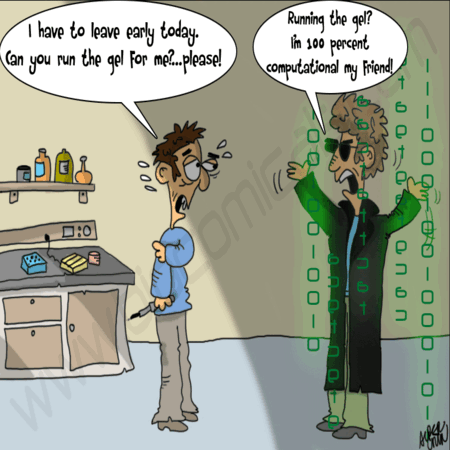 I have to leave early today.
Can you run the gel for me?...please!
Running the gel?
I'm 100 percent
computational my friend!